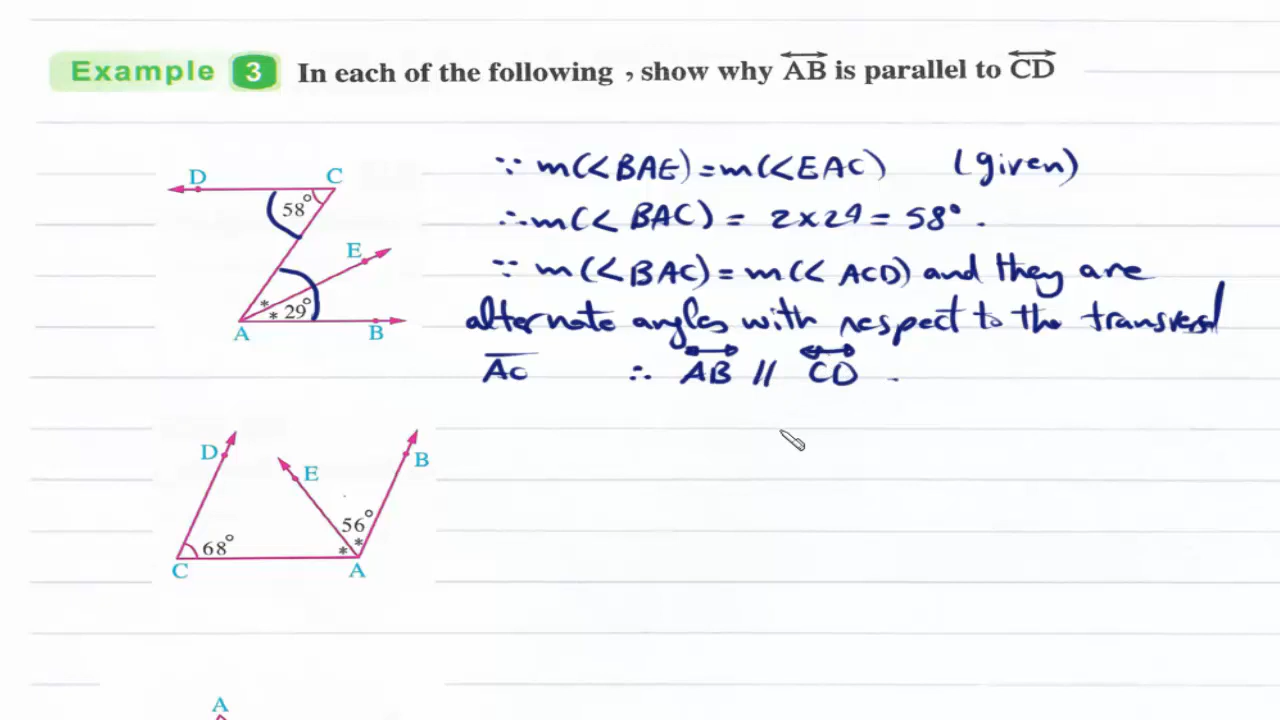 Example 3 In each of the following , show why AB is parallel to CD
∵ m(<BAE) = m(<EAC) (given)
∴ m(<BAC) = 2×29 = 58° .
∵ m(<BAC) = m(<ACD) and they are
alternate angles with respect to the transversal
AC ∴ AB // CD .
D C
58°
E
29°
* *
A B
D B
E
56°
68° * *
C A
A